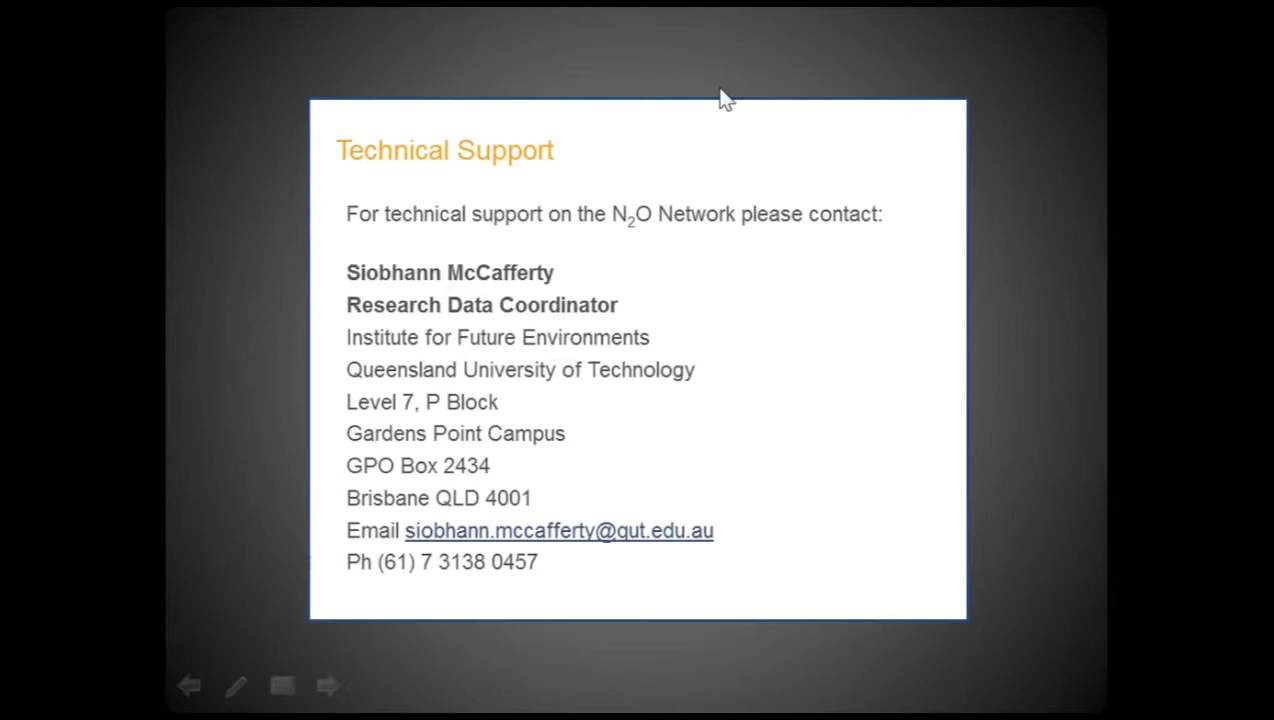 Technical Support
For technical support on the N₂O Network please contact:
Siobhann McCafferty
Research Data Coordinator
Institute for Future Environments
Queensland University of Technology
Level 7, P Block
Gardens Point Campus
GPO Box 2434
Brisbane QLD 4001
Email siobhann.mccafferty@qut.edu.au
Ph (61) 7 3138 0457